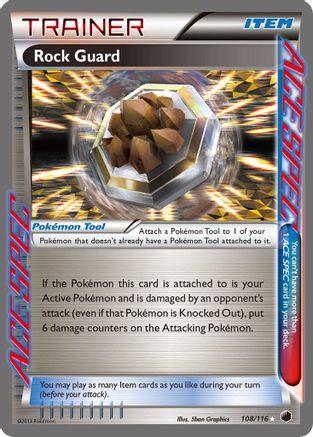 TRAINER
ITEM
Rock Guard
ACE SPEC
Pokémon Tool
Attach a Pokémon Tool to 1 of your
Pokémon that doesn't already have a Pokémon Tool attached to it.
If the Pokémon this card is attached to is your
Active Pokémon and is damaged by an opponent's
attack (even if that Pokémon is Knocked Out), put
6 damage counters on the Attacking Pokémon.
You can't have more than
1 ACE SPEC card in your deck.
ACE SPEC
You may play as many Item cards as you like during your turn
(before your attack).
©2013 Pokémon
Illus. 5ban Graphics
108/116